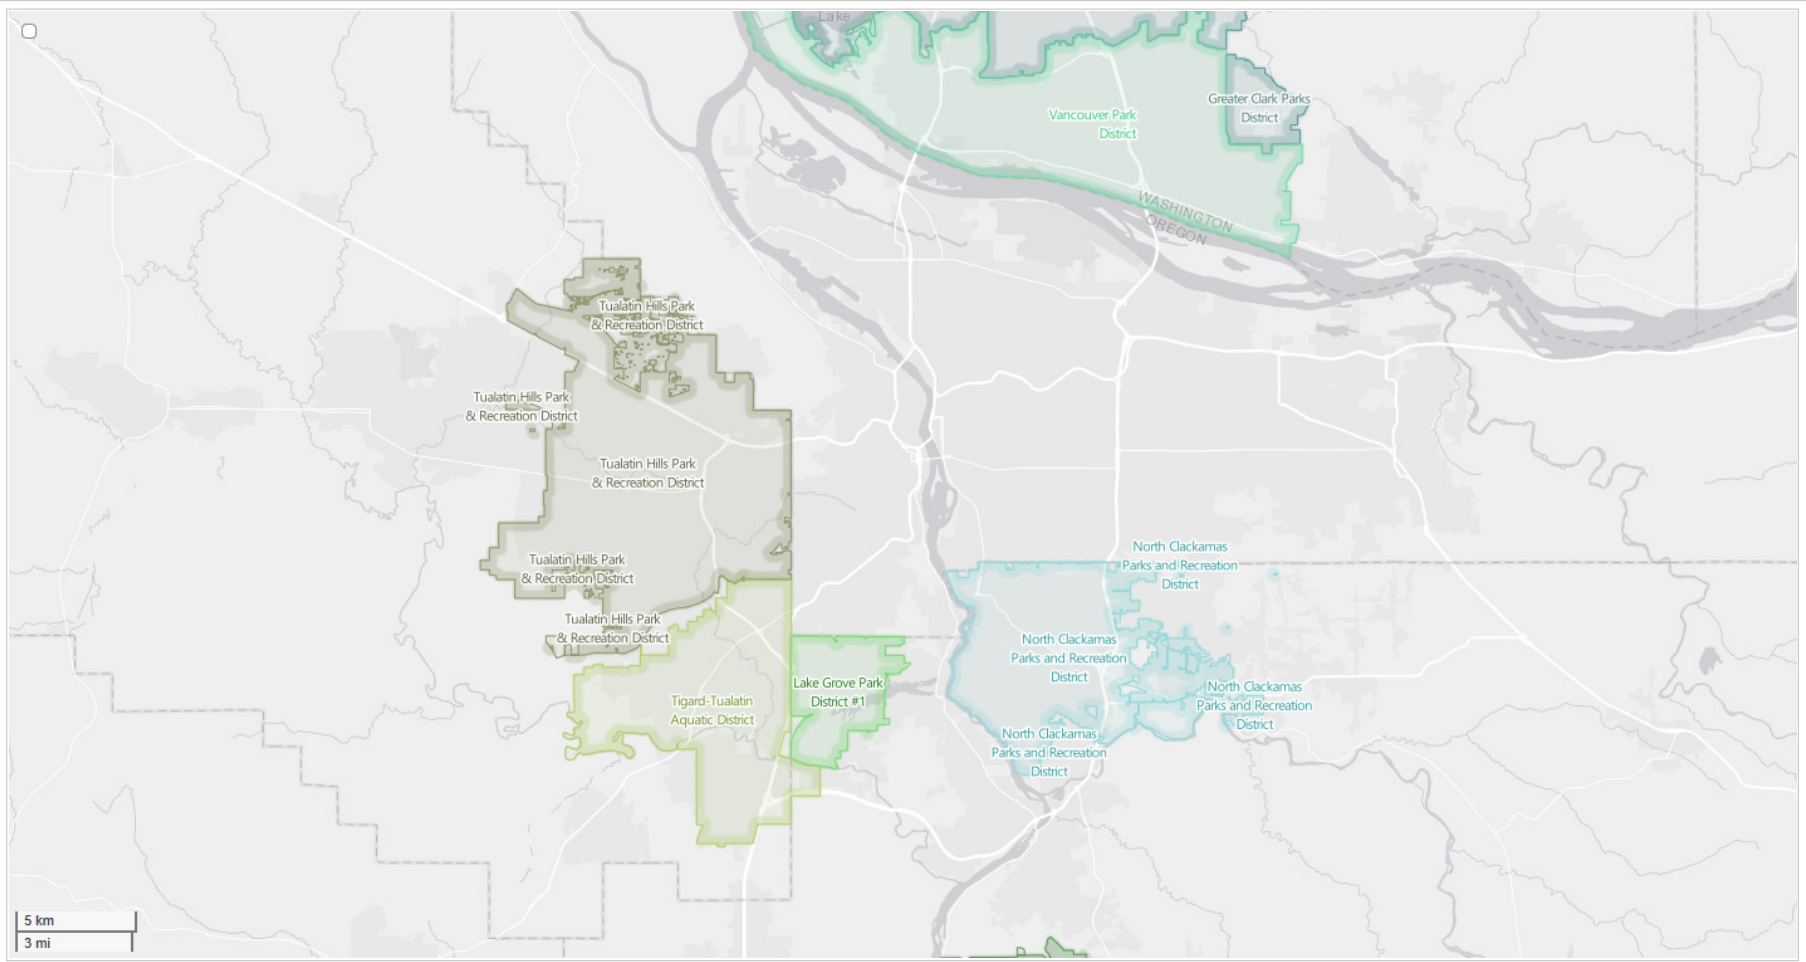 Lake
Greater Clark Parks
District
Vancouver Park
District
WASHINGTON
OREGON
Tualatin Hills Park
& Recreation District
Tualatin Hills Park
& Recreation District
Tualatin Hills Park
& Recreation District
Tualatin Hills Park
& Recreation District
Tualatin Hills Park
& Recreation District
North Clackamas
Parks and Recreation
District
North Clackamas
Parks and Recreation
District
Lake Grove Park
District #1
Tigard-Tualatin
Aquatic District
North Clackamas
Parks and Recreation
District
North Clackamas
Parks and Recreation
District
5 km
3 mi